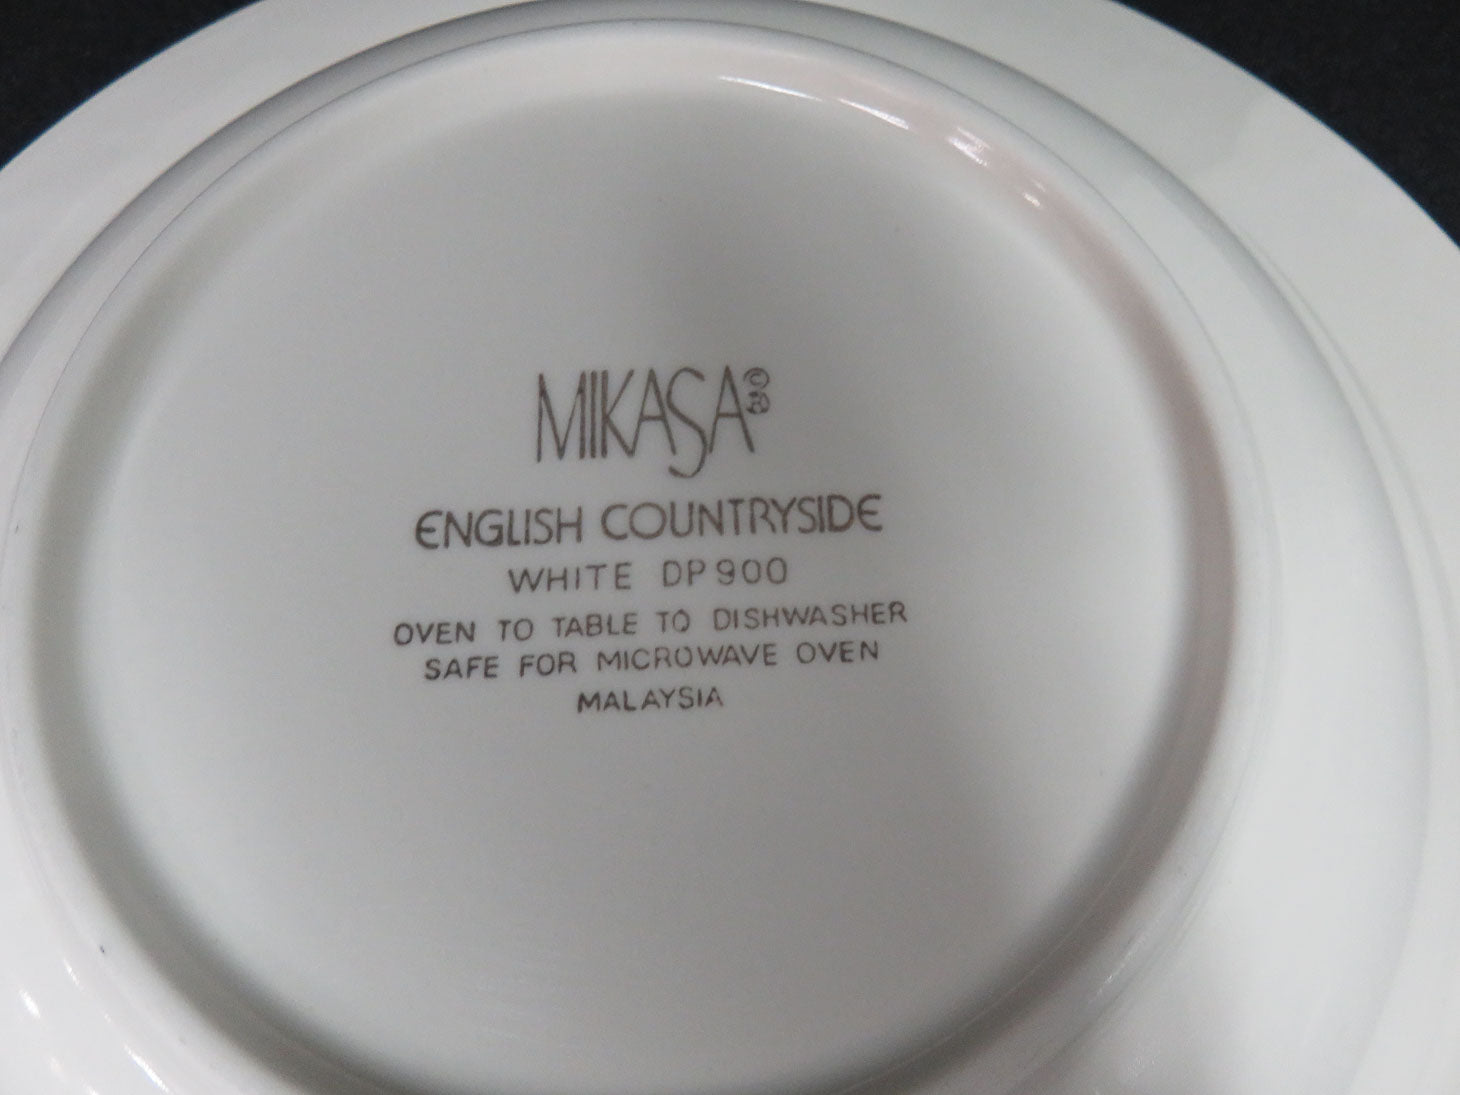 MIKASA ©®
ENGLISH COUNTRYSIDE
WHITE DP900
OVEN TO TABLE TO DISHWASHER
SAFE FOR MICROWAVE OVEN
MALAYSIA